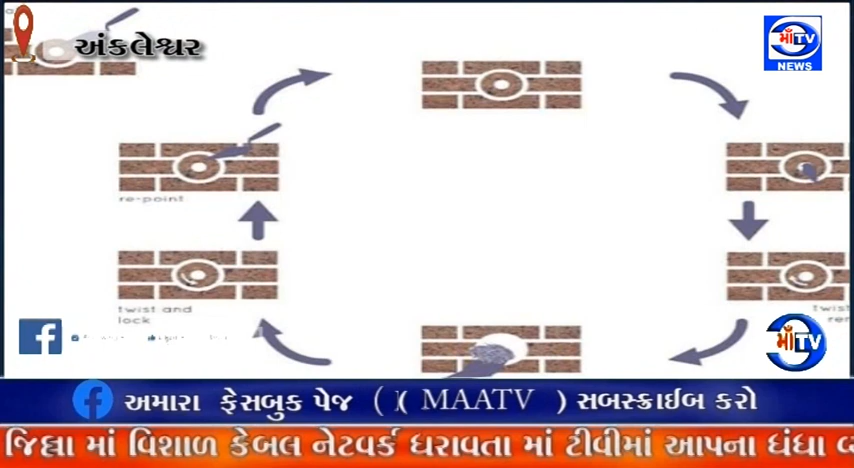 અંકલેશ્વર
માઁ TV
NEWS
re-point
twist and
lock
twist
માઁ TV
અમારા ફેસબુક પેજ ( )( MAATV ) સબસ્ક્રાઈબ કરો
જિલ્લા માં વિશાળ કેબલ નેટવર્ક ધરાવતા માં ટીવીમાં આપના ધંધા